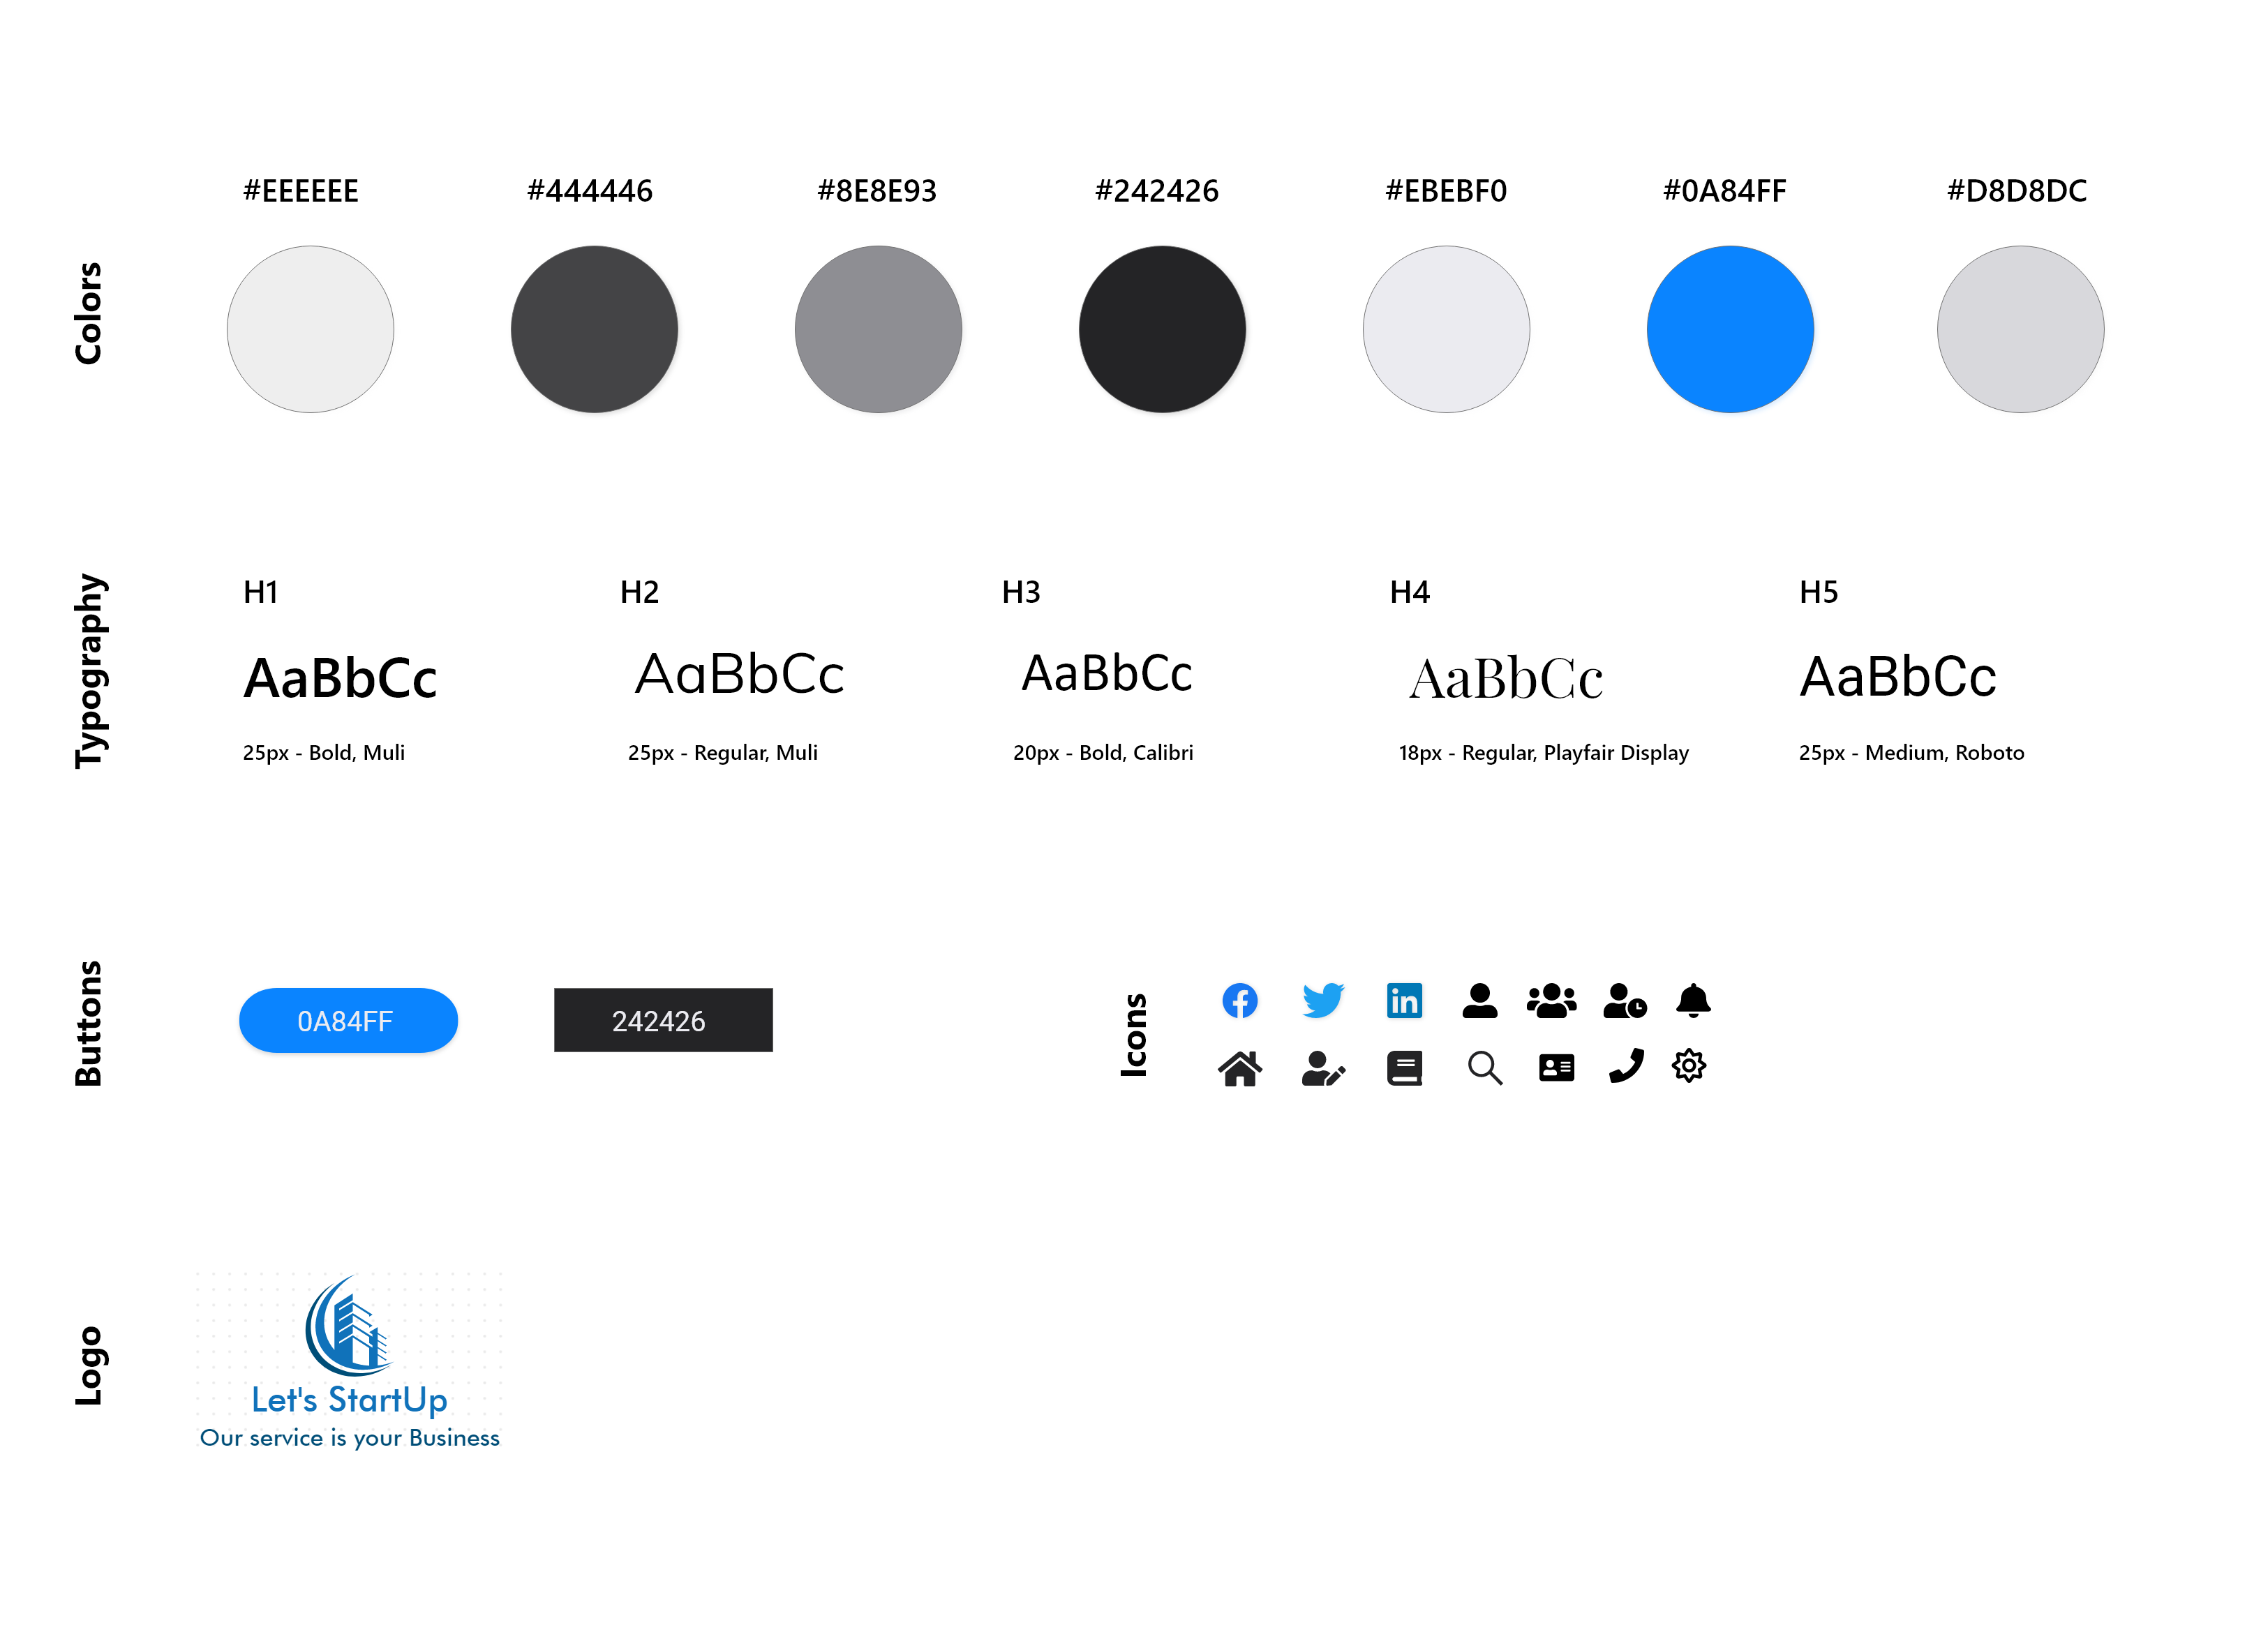 #EEEEEE #444446 #8E8E93 #242426 #EBEBF0 #0A84FF #D8D8DC
Colors
Typography
H1 H2 H3 H4 H5
AaBbCc AaBbCc AaBbCc AaBbCc AaBbCc
25px - Bold, Muli 25px - Regular, Muli 20px - Bold, Calibri 18px - Regular, Playfair Display 25px - Medium, Roboto
Buttons
0A84FF 242426
Icons
f in
Logo
Let's StartUp
Our service is your Business